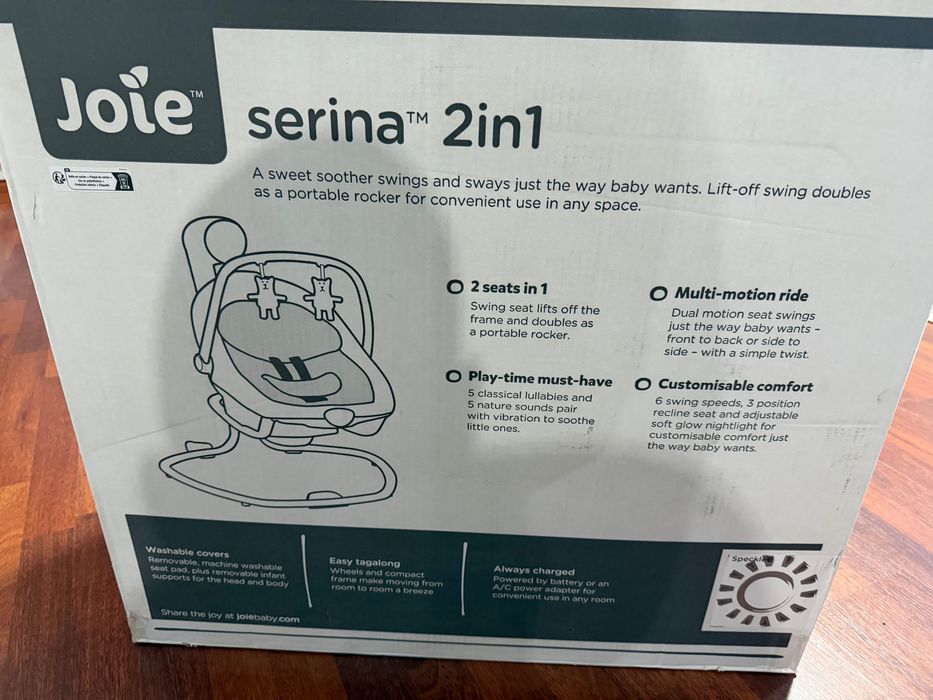 Joie™
serina™ 2in1
A sweet soother swings and sways just the way baby wants. Lift-off swing doubles
as a portable rocker for convenient use in any space.
2 seats in 1
Swing seat lifts off the
frame and doubles as
a portable rocker.
Multi-motion ride
Dual motion seat swings
just the way baby wants –
front to back or side to
side – with a simple twist.
Play-time must-have
5 classical lullabies and
5 nature sounds pair
with vibration to soothe
little ones.
Customisable comfort
6 swing speeds, 3 position
recline seat and adjustable
soft glow nightlight for
customisable comfort just
the way baby wants.
Washable covers
Removable, machine washable
seat pad, plus removable infant
supports for the head and body
Easy tagalong
Wheels and compact
frame make moving from
room to room a breeze
Always charged
Powered by battery or an
A/C power adapter for
convenient use in any room
Speckled
Share the joy at joiebaby.com